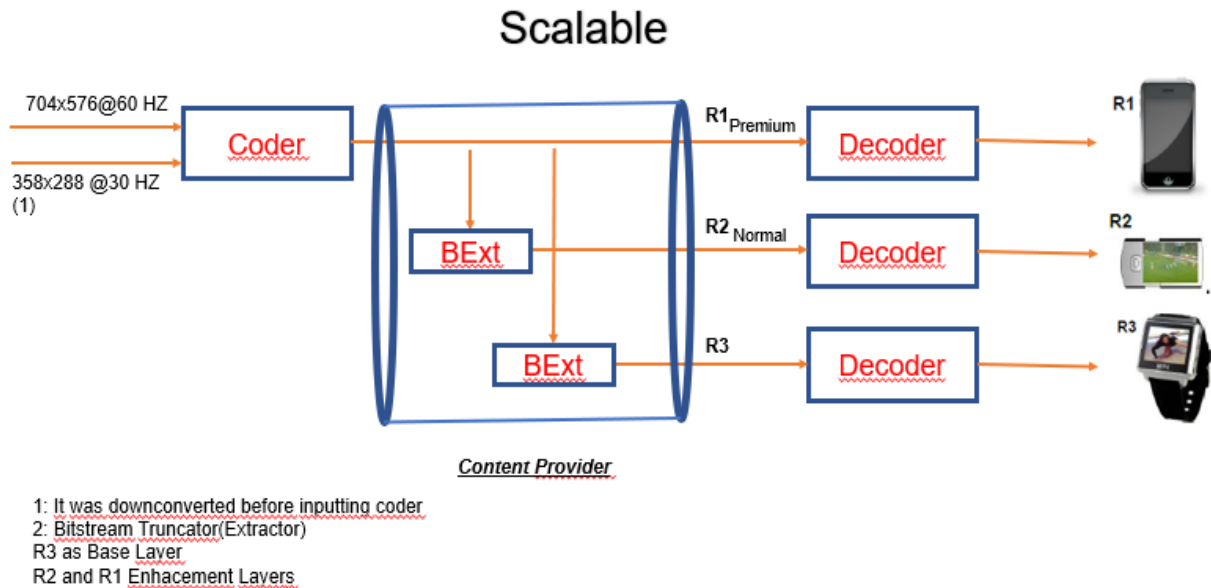 Scalable
704x576@60 HZ
358x288 @30 HZ
(1)
Coder
R1 Premium
Decoder
R1
BExt
R2 Normal
Decoder
R2
BExt
R3
Decoder
R3
Content Provider
1: It was downconverted before inputting coder
2: Bitstream Truncator(Extractor)
R3 as Base Layer
R2 and R1 Enhacement Layers